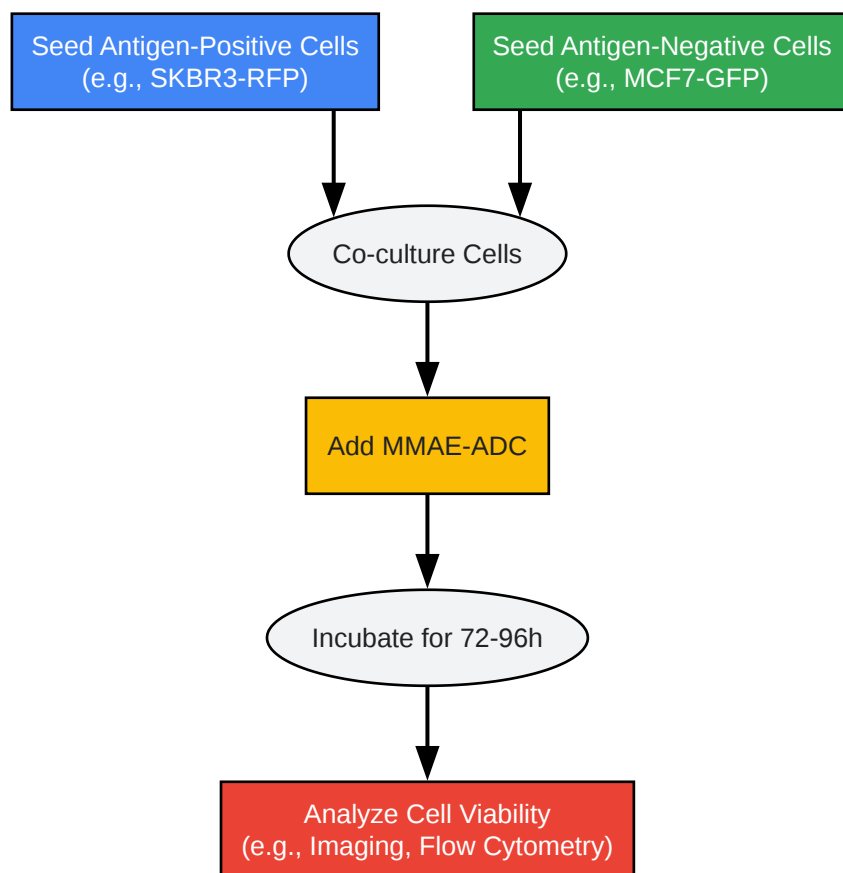 Seed Antigen-Positive Cells
(e.g., SKBR3-RFP)
Seed Antigen-Negative Cells
(e.g., MCF7-GFP)
Co-culture Cells
Add MMAE-ADC
Incubate for 72-96h
Analyze Cell Viability
(e.g., Imaging, Flow Cytometry)